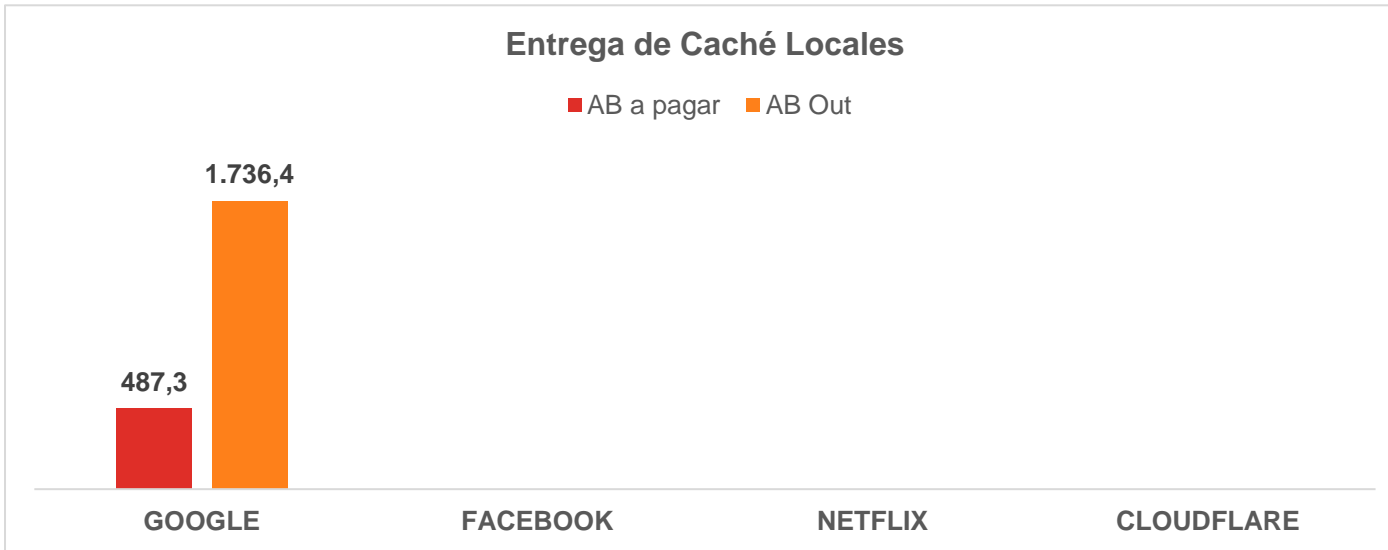 Entrega de Caché Locales
AB a pagar AB Out
1.736,4
487,3
GOOGLE FACEBOOK NETFLIX CLOUDFLARE